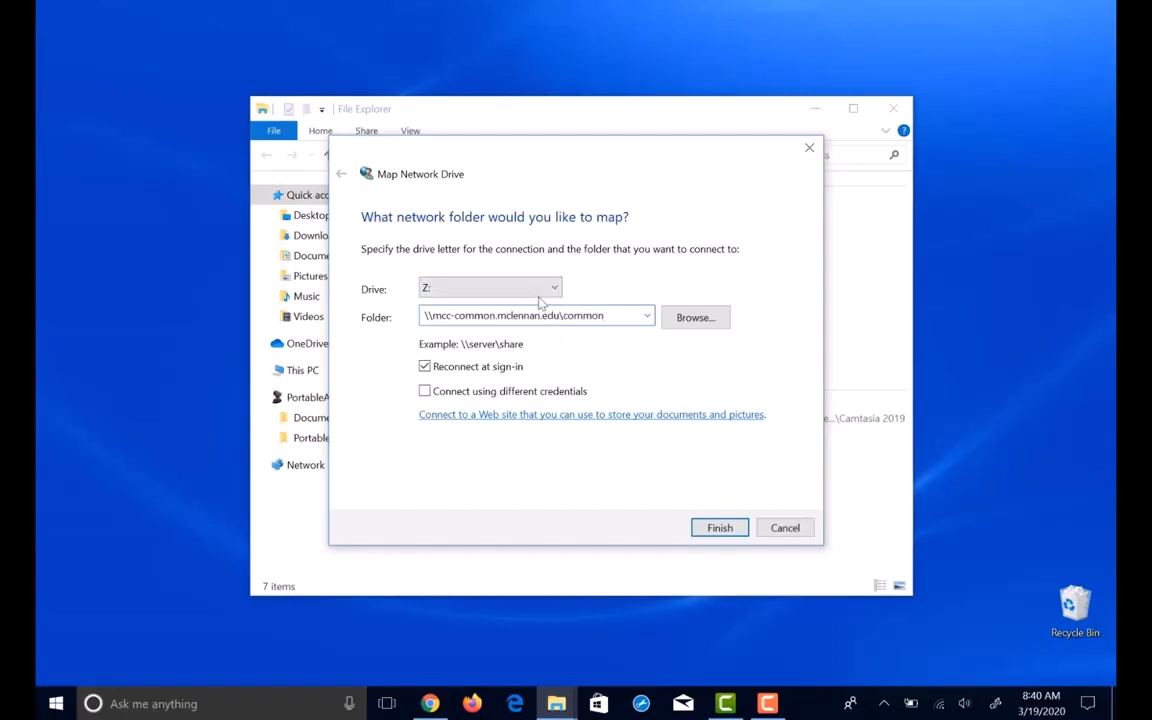 File Explorer
File
Home
Share
View
Map Network Drive
What network folder would you like to map?
Specify the drive letter for the connection and the folder that you want to connect to:
Drive:
Z:
Folder:
\\mcc-common.mclennan.edu\common
Browse...
Example: \\server\share
Reconnect at sign-in
Connect using different credentials
Connect to a Web site that you can use to store your documents and pictures.
Finish
Cancel
Quick acc
Desktop
Downlo
Docume
Pictures
Music
Videos
OneDrive
This PC
PortableA
Docume
Portable
Network
e...\Camtasia 2019
7 items
Recycle Bin
Ask me anything
8:40 AM
3/19/2020